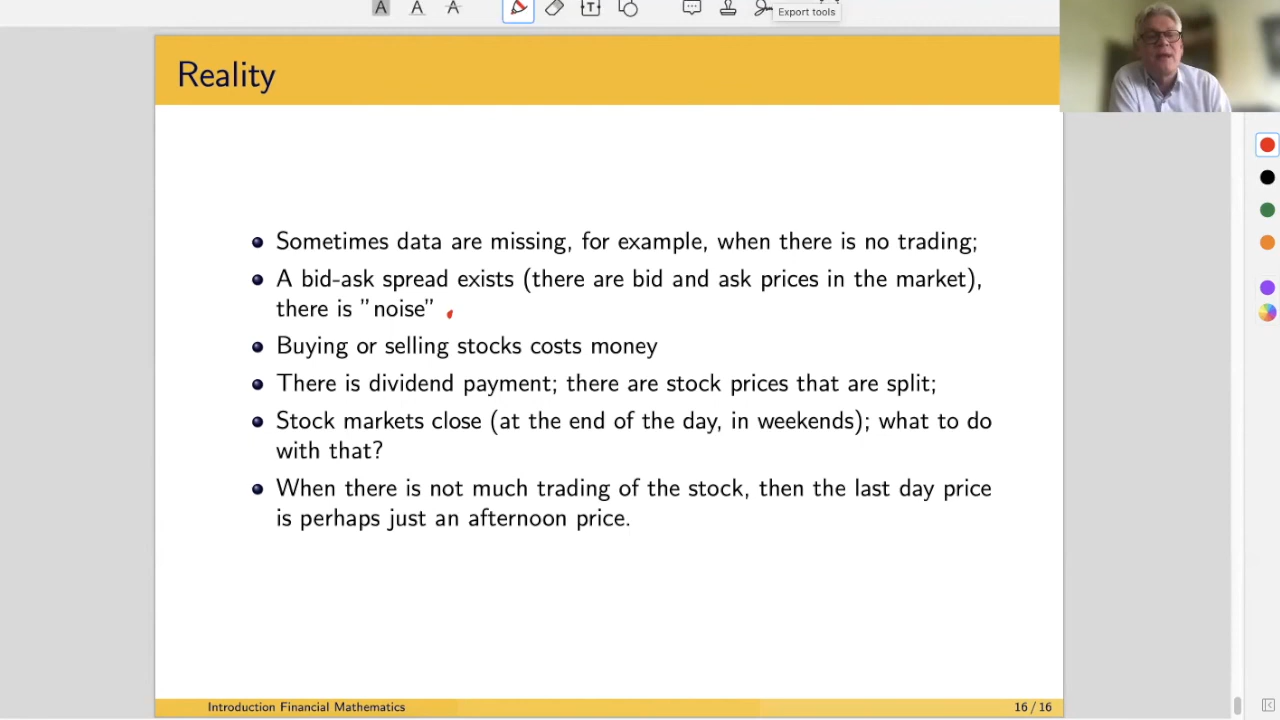 A A A T
Export tools
Reality
Sometimes data are missing, for example, when there is no trading;
A bid-ask spread exists (there are bid and ask prices in the market),
there is "noise"
Buying or selling stocks costs money
There is dividend payment; there are stock prices that are split;
Stock markets close (at the end of the day, in weekends); what to do
with that?
When there is not much trading of the stock, then the last day price
is perhaps just an afternoon price.
Introduction Financial Mathematics 16 / 16